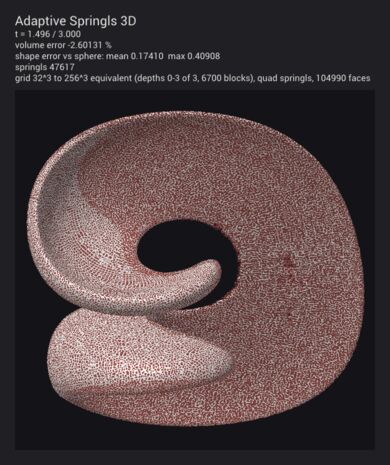 Adaptive Springls 3D
t = 1.496 / 3.000
volume error -2.60131 %
shape error vs sphere: mean 0.17410  max 0.40908
springls 47617
grid 32^3 to 256^3 equivalent (depths 0-3 of 3, 6700 blocks), quad springls, 104990 faces